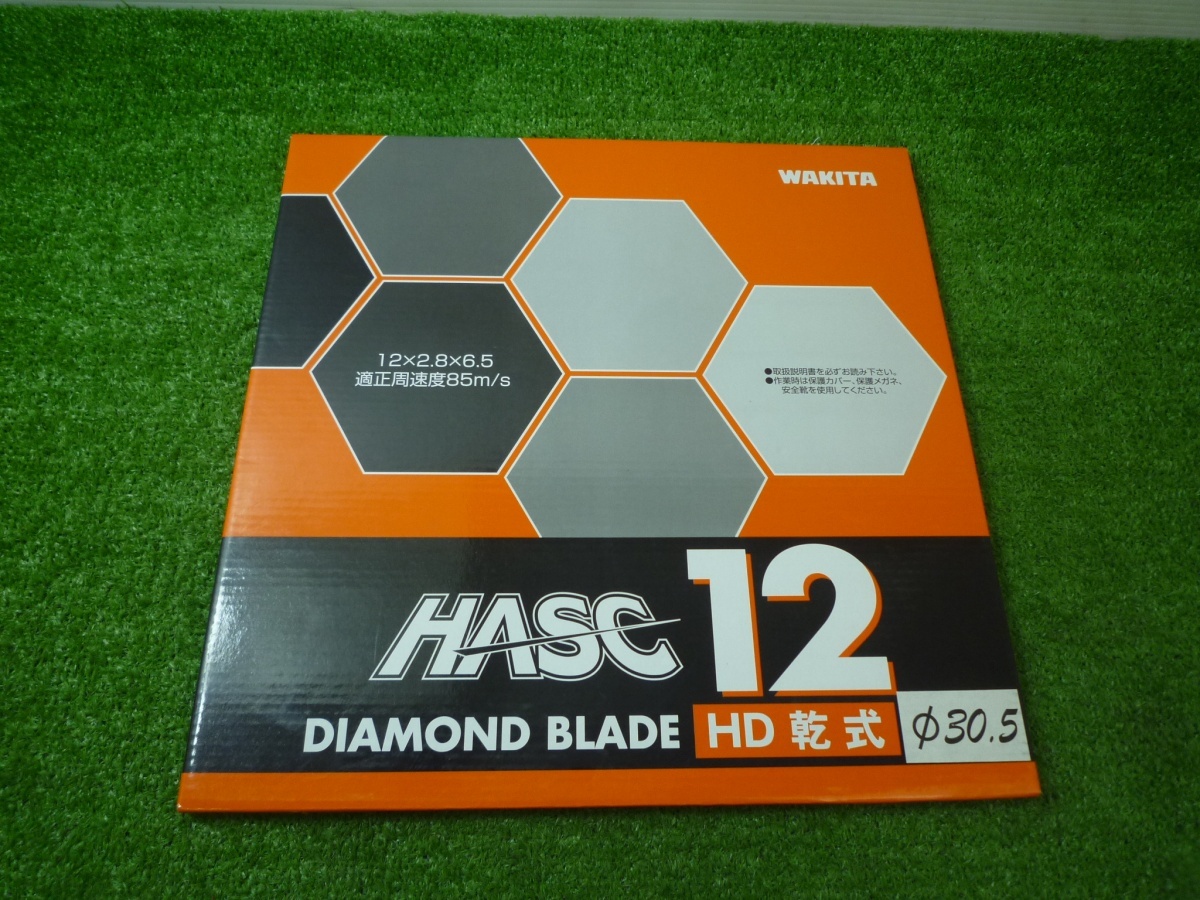 WAKITA
12×2.8×6.5
適正周速度85m/s
●取扱説明書を必ずお読み下さい。
●作業時は保護カバー、保護メガネ、
安全靴を使用してください。
HASC 12
DIAMOND BLADE HD 乾式 φ30.5